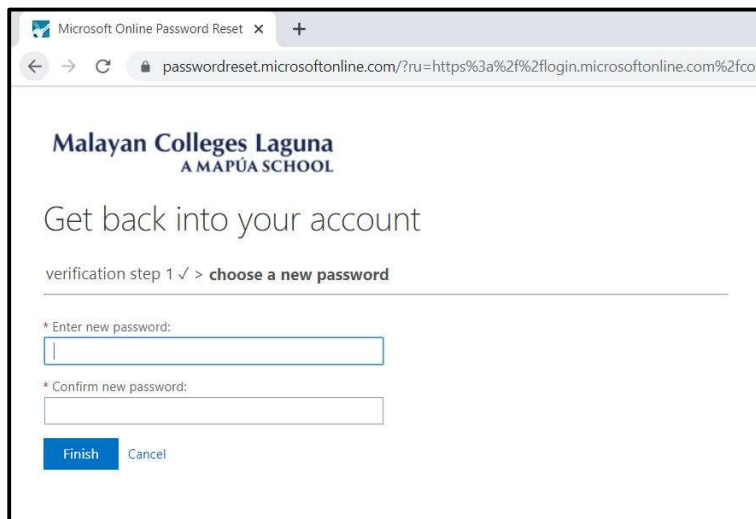 Microsoft Online Password Reset
passwordreset.microsoftonline.com/?ru=https%3a%2f%2flogin.microsoftonline.com%2fco
Malayan Colleges Laguna
A MAPÚA SCHOOL
Get back into your account
verification step 1 ✓ > choose a new password
* Enter new password:
* Confirm new password:
Finish Cancel